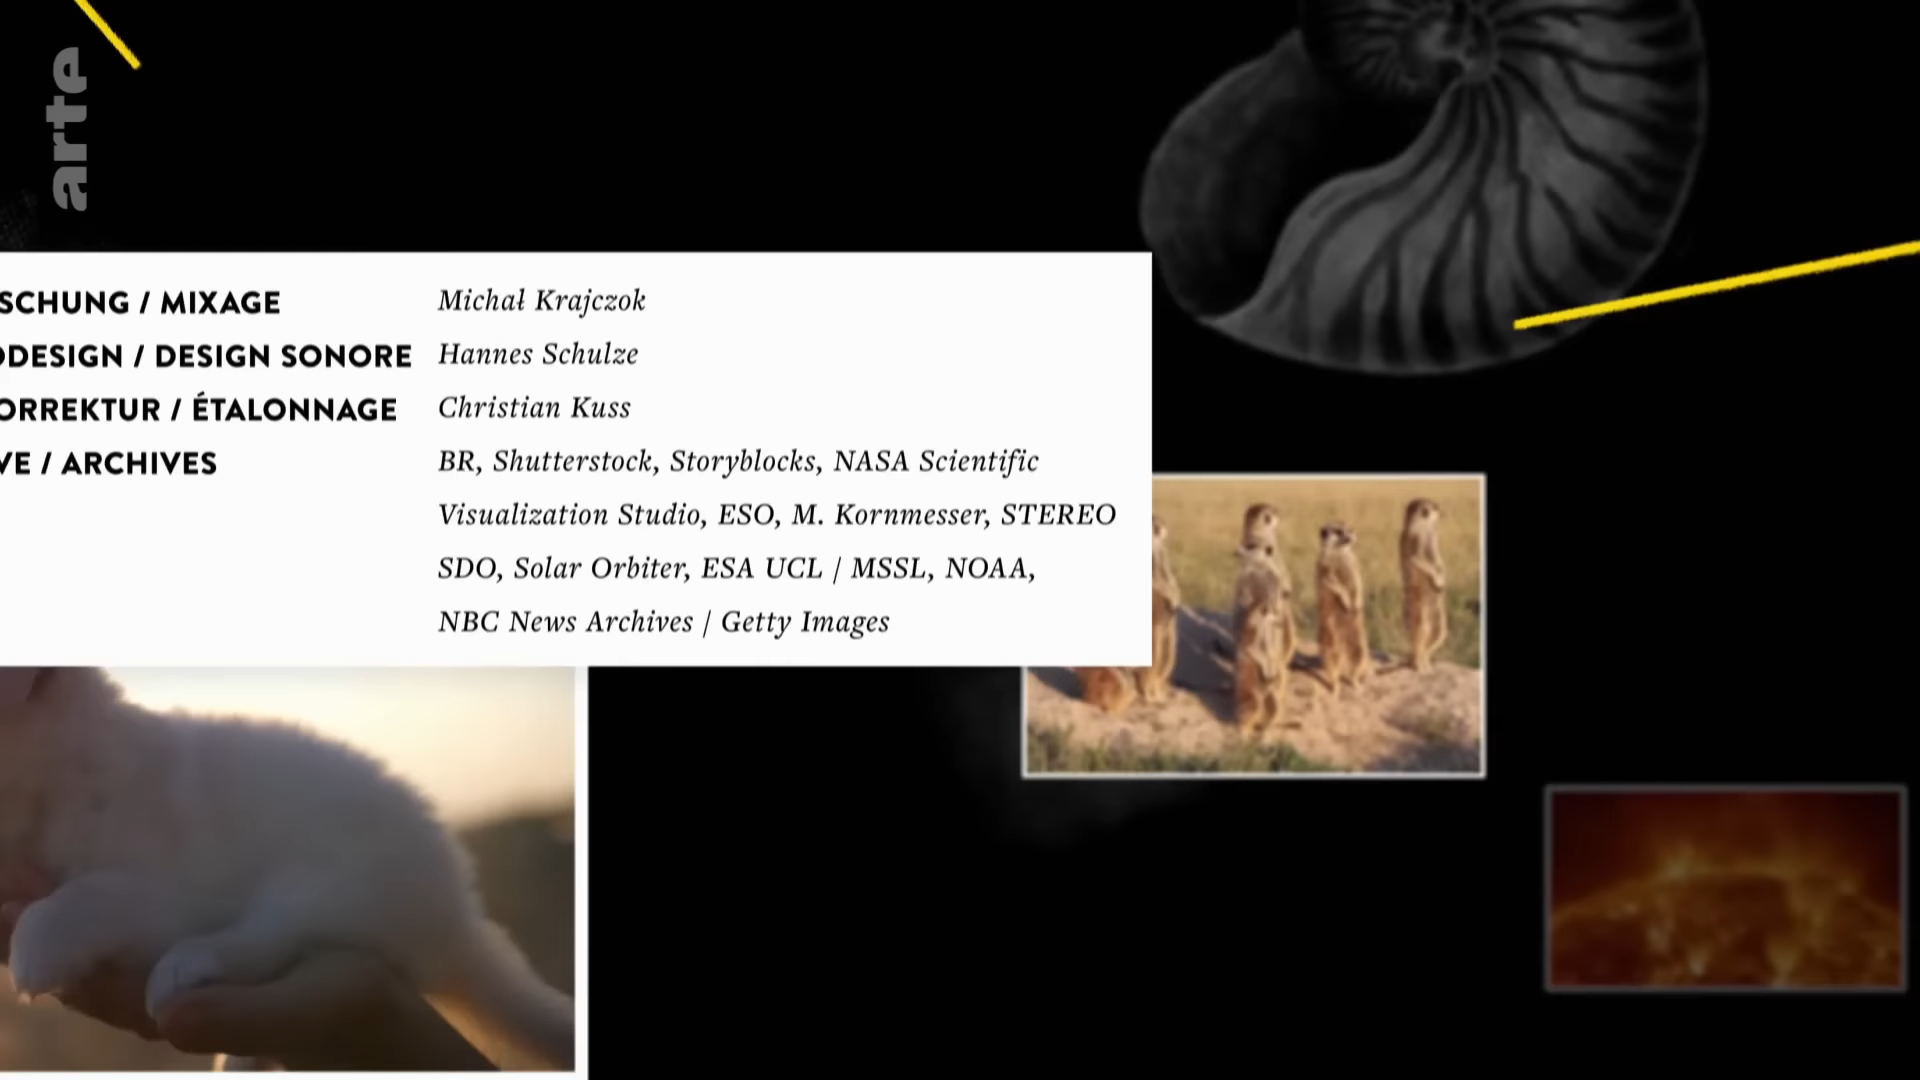 arte
SCHUNG / MIXAGE Michał Krajczok
DESIGN / DESIGN SONORE Hannes Schulze
ORREKTUR / ÉTALONNAGE Christian Kuss
VE / ARCHIVES BR, Shutterstock, Storyblocks, NASA Scientific
Visualization Studio, ESO, M. Kornmesser, STEREO
SDO, Solar Orbiter, ESA UCL / MSSL, NOAA,
NBC News Archives / Getty Images